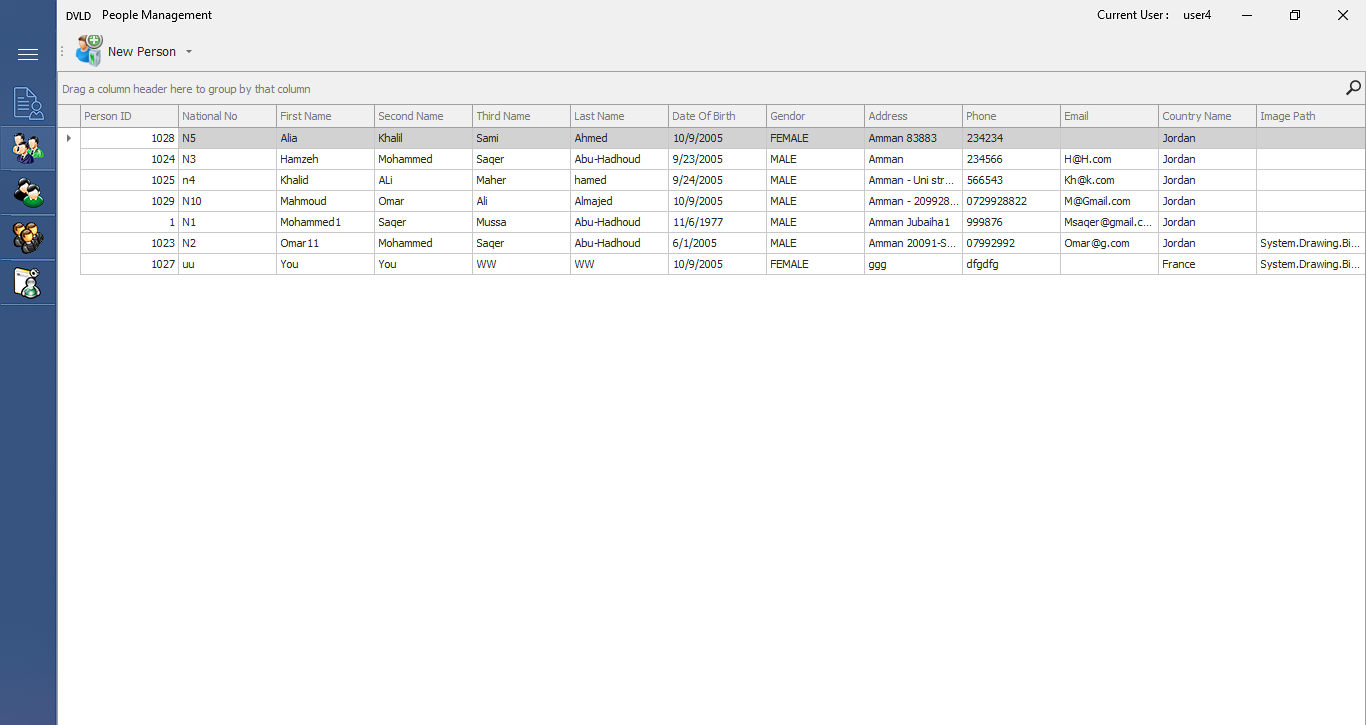 DVLD People Management Current User : user4
New Person
Drag a column header here to group by that column
Person ID National No First Name Second Name Third Name Last Name Date Of Birth Gendor Address Phone Email Country Name Image Path
1028 N5 Alia Khalil Sami Ahmed 10/9/2005 FEMALE Amman 83883 234234 Jordan
1024 N3 Hamzeh Mohammed Saqer Abu-Hadhoud 9/23/2005 MALE Amman 234566 H@H.com Jordan
1025 n4 Khalid ALi Maher hamed 9/24/2005 MALE Amman - Uni str... 566543 Kh@k.com Jordan
1029 N10 Mahmoud Omar Ali Almajed 10/9/2005 MALE Amman - 209928... 0729928822 M@Gmail.com Jordan
1 N1 Mohammed1 Saqer Mussa Abu-Hadhoud 11/6/1977 MALE Amman Jubaiha1 999876 Msaqer@gmail.c... Jordan
1023 N2 Omar11 Mohammed Saqer Abu-Hadhoud 6/1/2005 MALE Amman 20091-S... 07992992 Omar@g.com Jordan System.Drawing.Bi...
1027 uu You You WW WW 10/9/2005 FEMALE ggg dfgdfg France System.Drawing.Bi...